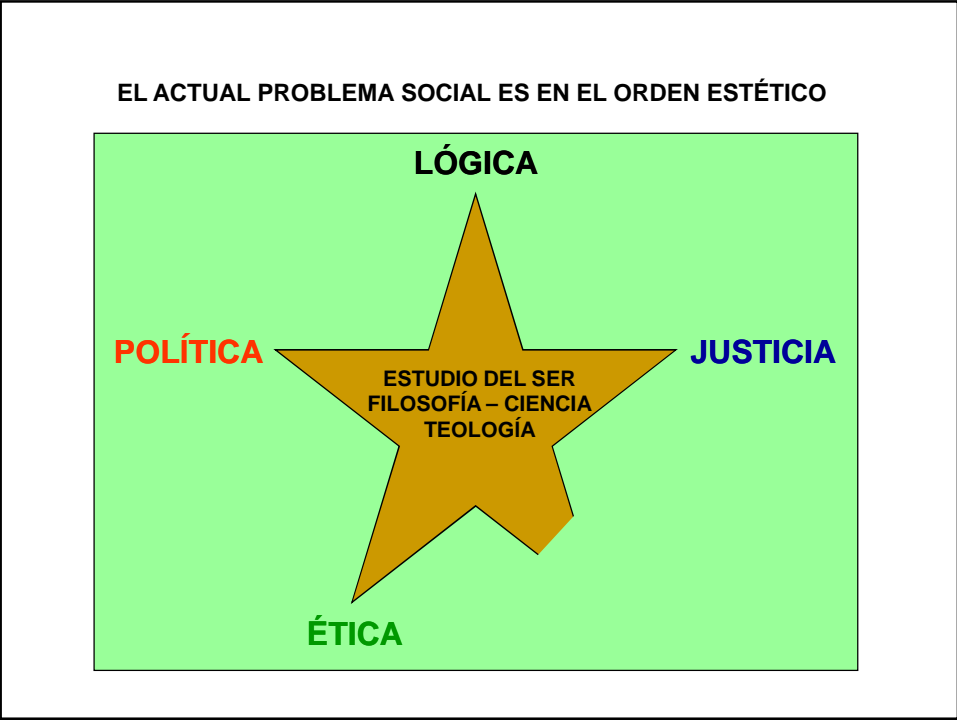 EL ACTUAL PROBLEMA SOCIAL ES EN EL ORDEN ESTÉTICO
LÓGICA
POLÍTICA
JUSTICIA
ESTUDIO DEL SER
FILOSOFÍA – CIENCIA
TEOLOGÍA
ÉTICA